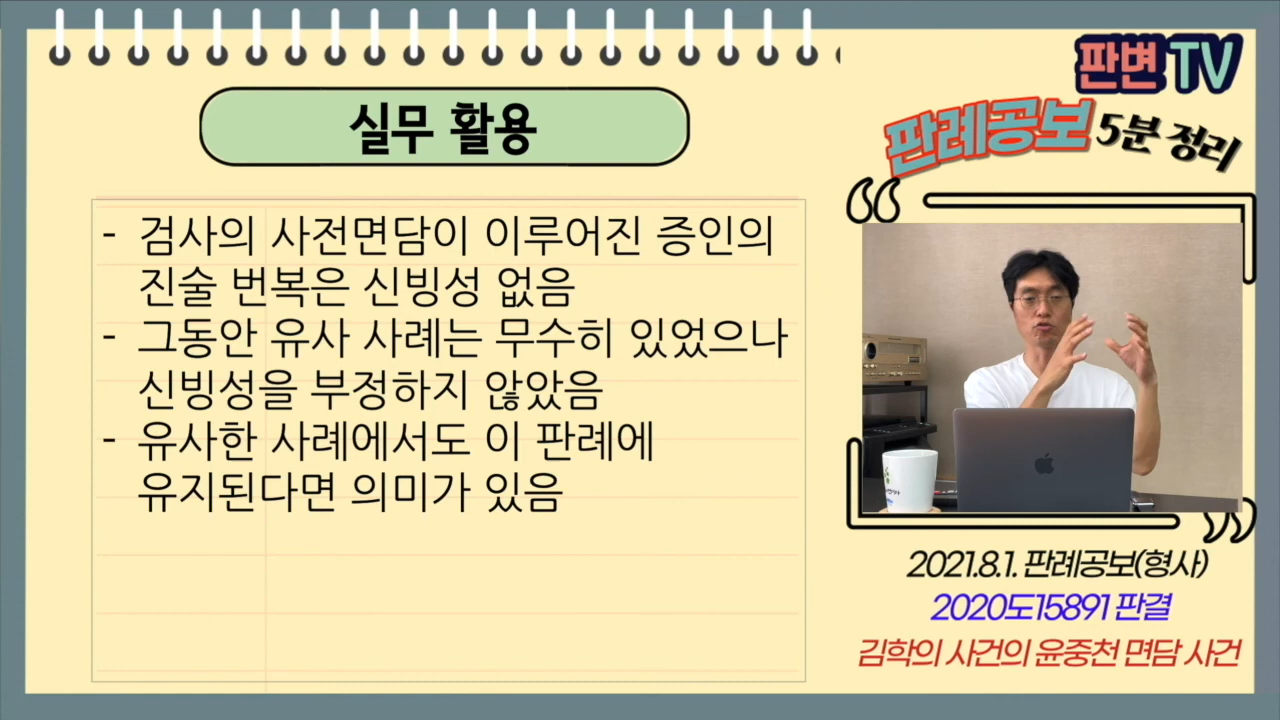 판변 TV
판례공보 5분 정리
실무 활용
- 검사의 사전면담이 이루어진 증인의
진술 번복은 신빙성 없음
- 그동안 유사 사례는 무수히 있었으나
신빙성을 부정하지 않았음
- 유사한 사례에서도 이 판례에
유지된다면 의미가 있음
2021.8.1. 판례공보(형사)
2020도15891 판결
김학의 사건의 윤중천 면담 사건